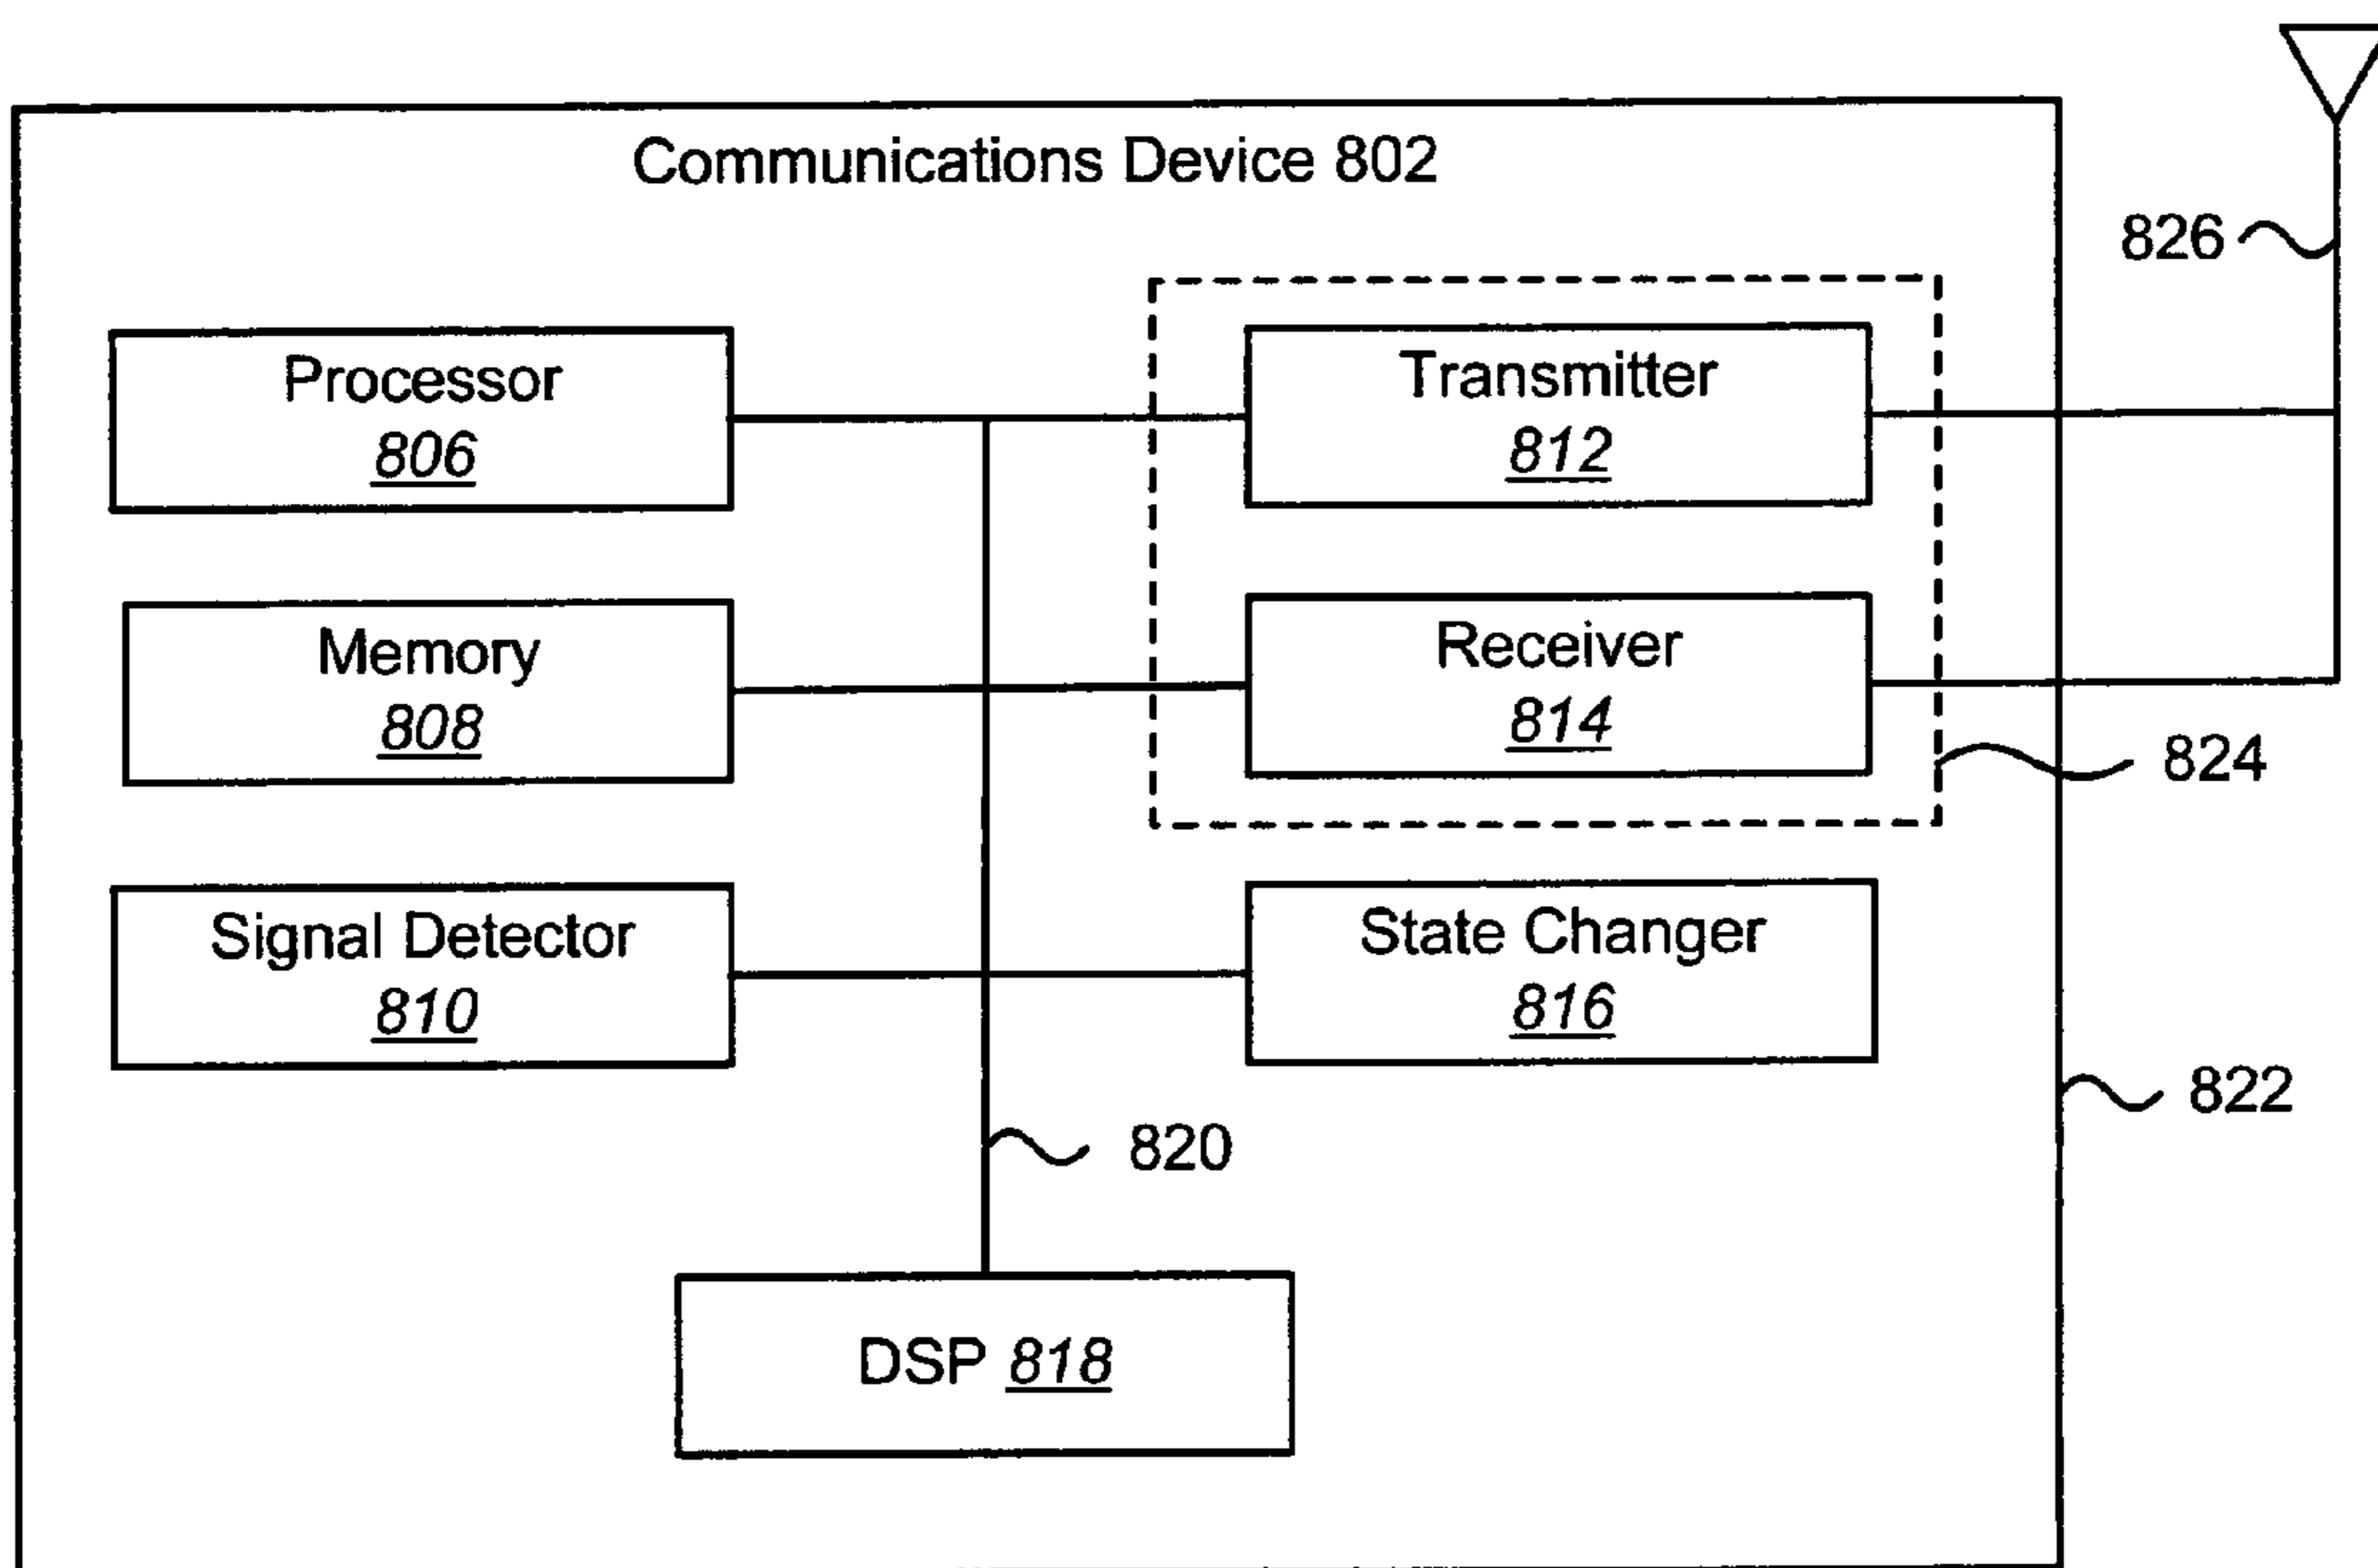 Communications Device 802
826
Processor
806
Transmitter
812
Memory
808
Receiver
814
824
Signal Detector
810
State Changer
816
822
820
DSP 818